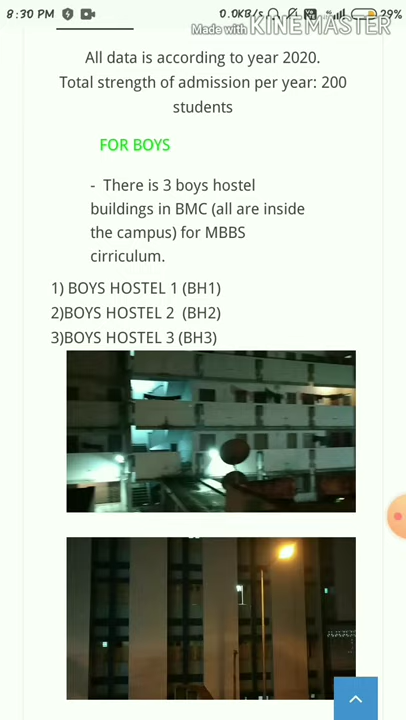 8:30 PM 0.0KB/s 29%
Made with KINEMASTER
All data is according to year 2020.
Total strength of admission per year: 200
students
FOR BOYS
- There is 3 boys hostel
buildings in BMC (all are inside
the campus) for MBBS
cirriculum.
1) BOYS HOSTEL 1 (BH1)
2)BOYS HOSTEL 2 (BH2)
3)BOYS HOSTEL 3 (BH3)